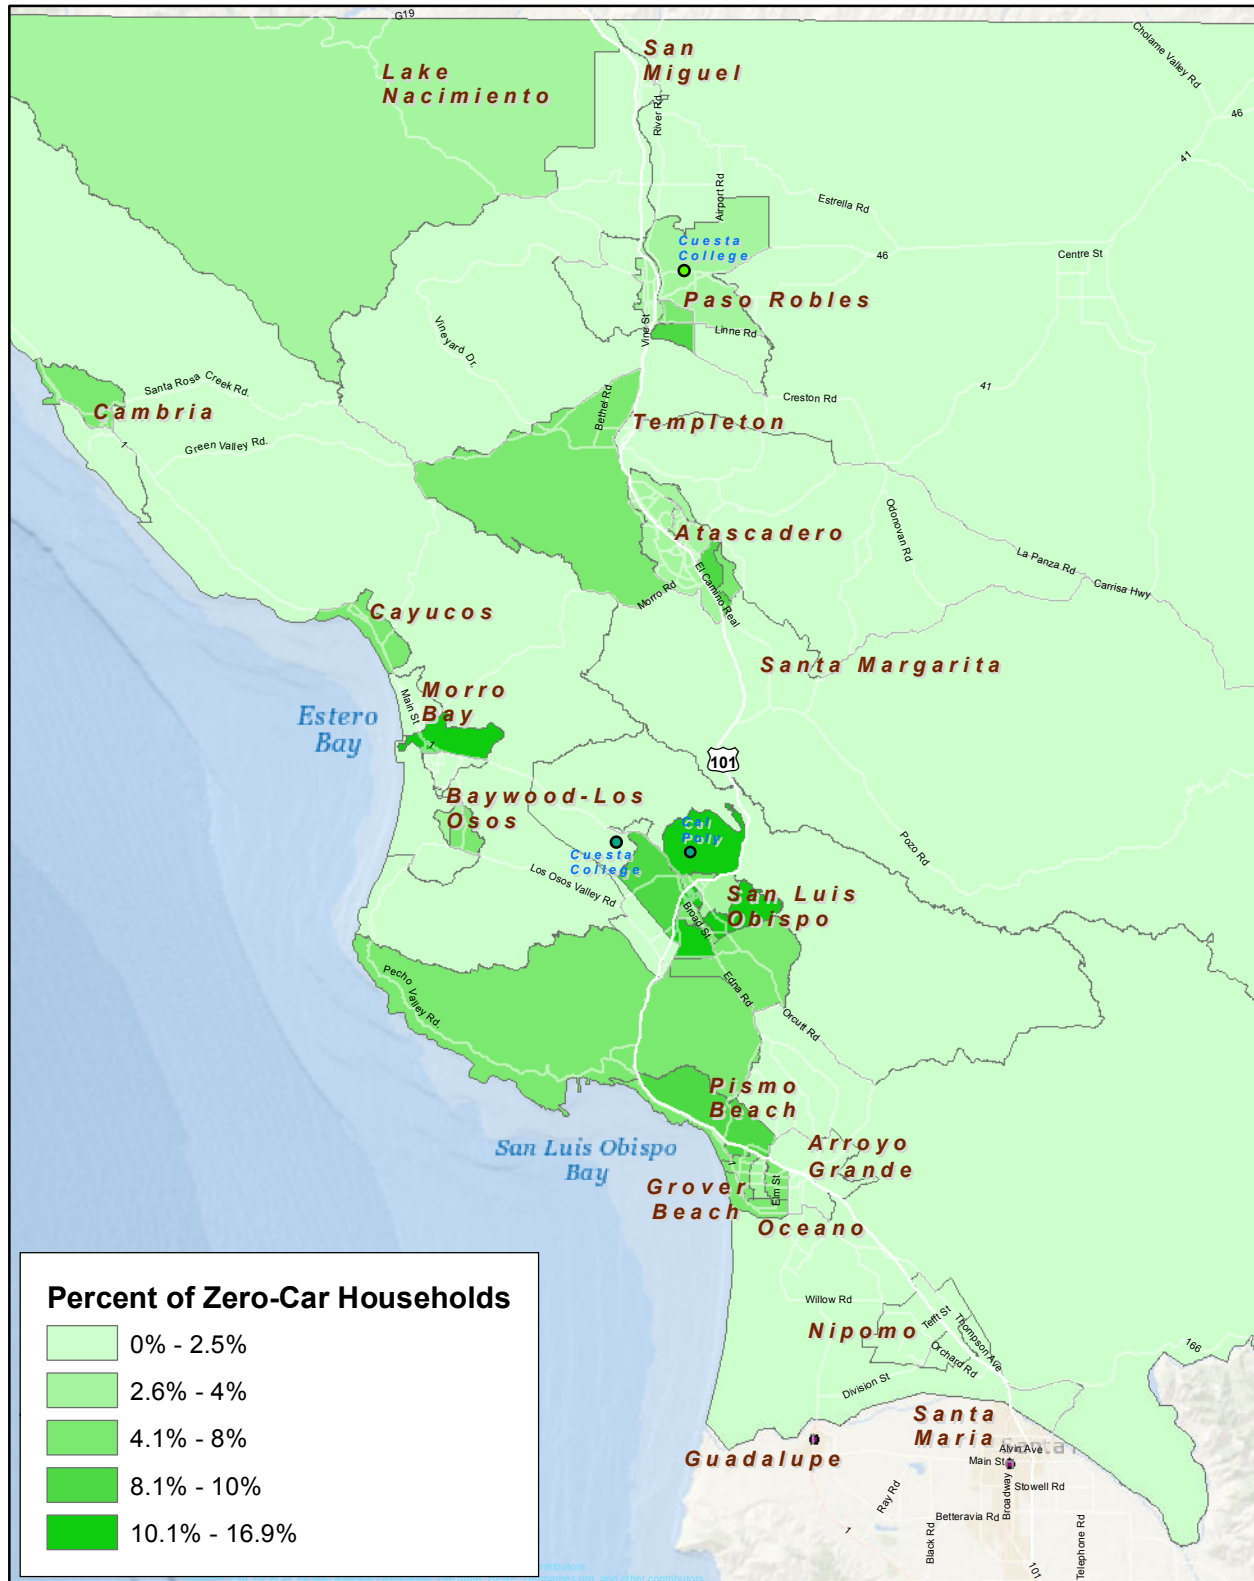 G19
San
Miguel
Lake
Nacimiento
Cholame Valley Rd
46
41
River Rd
Airport Rd
Estrella Rd
Cuesta
College
46
Centre St
Paso Robles
Vine St
Linne Rd
Vineyard Dr.
Santa Rosa Creek Rd.
Cambria
1
Green Valley Rd.
41
Creston Rd
Bethel Rd
Templeton
Atascadero
Odonovan Rd
La Panza Rd
Carrisa Hwy
El Camino Real
Morro Rd
Cayucos
Santa Margarita
Morro
Bay
Main St
1
Estero
Bay
101
Baywood-Los
Osos
Cal
Poly
Cuesta
College
Los Osos Valley Rd
Pozo Rd
San Luis
Obispo
Broad St
Edna Rd
Orcutt Rd
Pecho Valley Rd.
Pismo
Beach
San Luis Obispo
Bay
Arroyo
Grande
1
Elm St
Grover
Beach
Oceano
Willow Rd
Nipomo
Tefft St
Thompson Ave
Orchard Rd
Division St
166
Santa
Maria
Santa
Guadalupe
Alvin Ave
Main St
Broadway
Stowell Rd
Ray Rd
Betteravia Rd
Black Rd
Telephone Rd
1
101
Percent of Zero-Car Households
0% - 2.5%
2.6% - 4%
4.1% - 8%
8.1% - 10%
10.1% - 16.9%
and other contributors